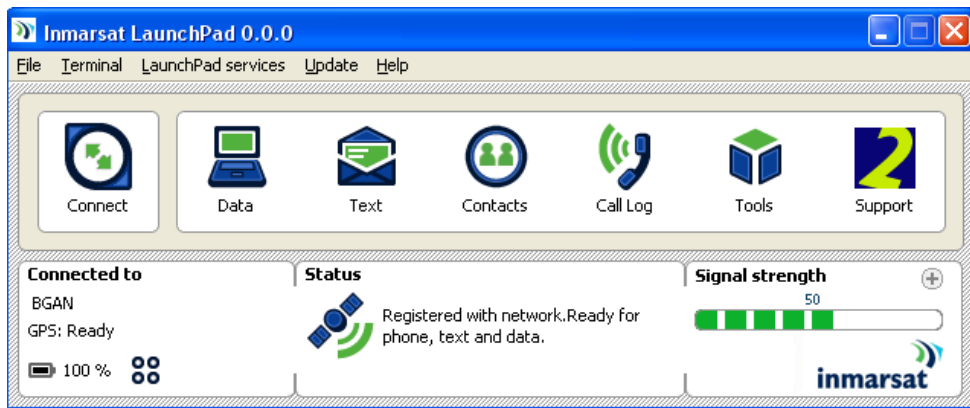 Inmarsat LaunchPad 0.0.0
File Terminal LaunchPad services Update Help
Connect Data Text Contacts Call Log Tools Support
Connected to
BGAN
GPS: Ready
100 %
Status
Registered with network.Ready for
phone, text and data.
Signal strength
50
inmarsat